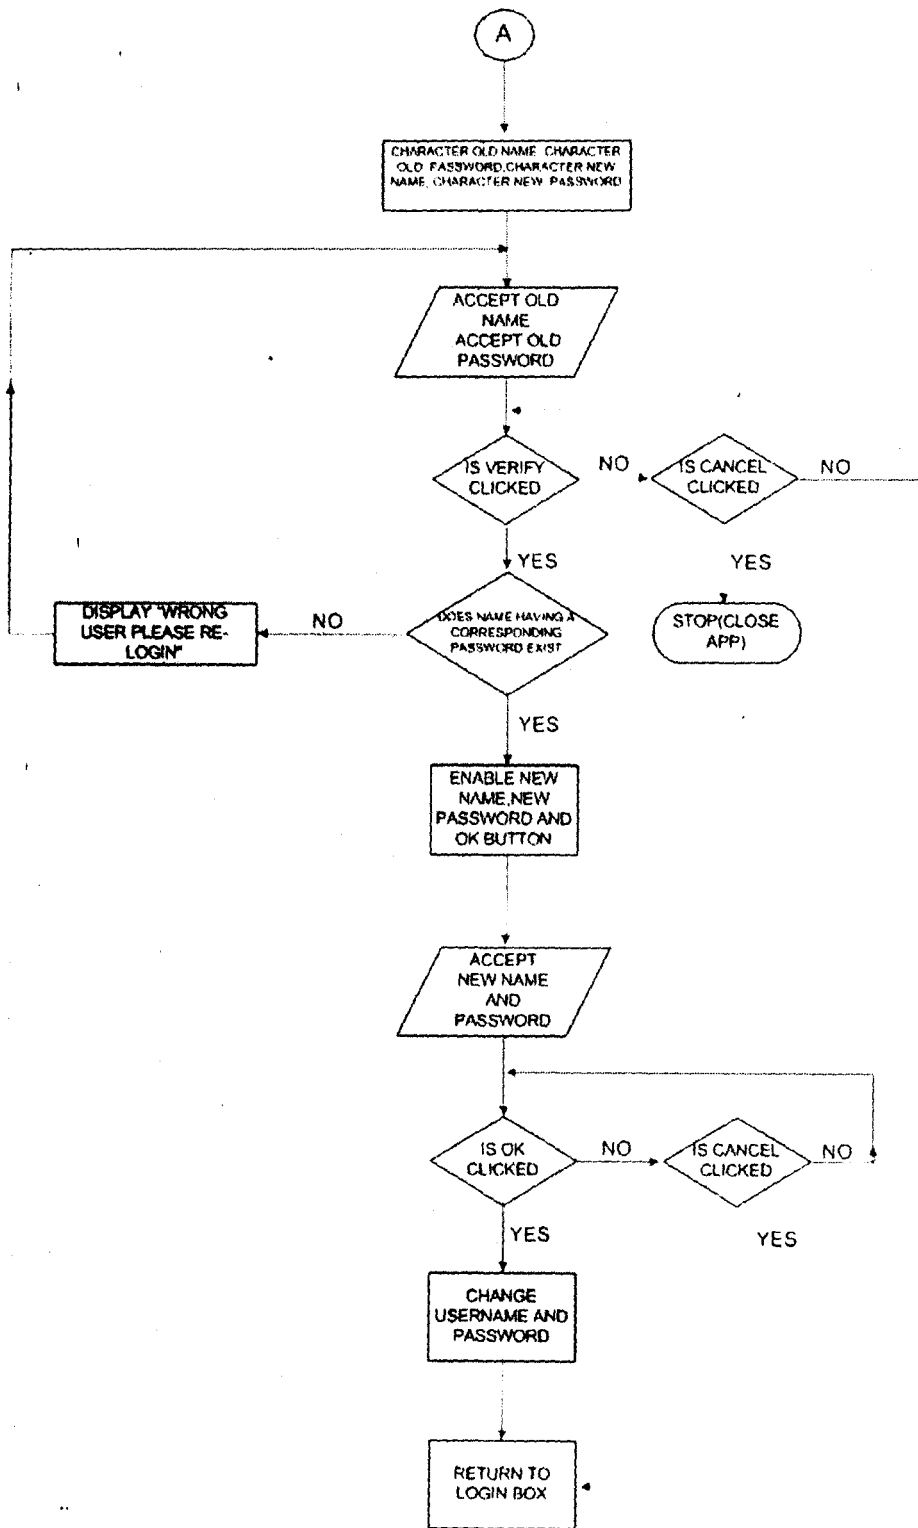 A
CHARACTER OLD NAME CHARACTER
OLD PASSWORD,CHARACTER NEW
NAME, CHARACTER NEW PASSWORD
ACCEPT OLD
NAME
ACCEPT OLD
PASSWORD
IS VERIFY
CLICKED
NO
IS CANCEL
CLICKED
NO
YES
YES
DISPLAY "WRONG
USER PLEASE RE-
LOGIN"
NO
DOES NAME HAVING A
CORRESPONDING
PASSWORD EXIST
STOP(CLOSE
APP)
YES
ENABLE NEW
NAME,NEW
PASSWORD AND
OK BUTTON
ACCEPT
NEW NAME
AND
PASSWORD
IS OK
CLICKED
NO
IS CANCEL
CLICKED
NO
YES
YES
CHANGE
USERNAME AND
PASSWORD
RETURN TO
LOGIN BOX